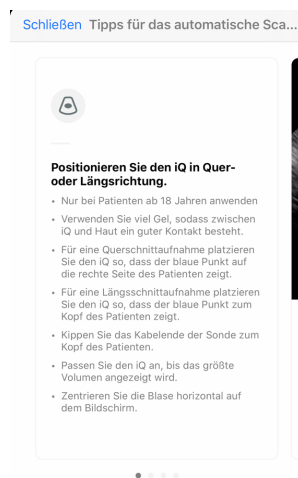 Schließen Tipps für das automatische Sca...
Positionieren Sie den iQ in Quer-
oder Längsrichtung.
• Nur bei Patienten ab 18 Jahren anwenden
• Verwenden Sie viel Gel, sodass zwischen
iQ und Haut ein guter Kontakt besteht.
• Für eine Querschnittaufnahme platzieren
Sie den iQ so, dass der blaue Punkt auf
die rechte Seite des Patienten zeigt.
• Für eine Längsschnittaufnahme platzieren
Sie den iQ so, dass der blaue Punkt zum
Kopf des Patienten zeigt.
• Kippen Sie das Kabelende der Sonde zum
Kopf des Patienten.
• Passen Sie den iQ an, bis das größte
Volumen angezeigt wird.
• Zentrieren Sie die Blase horizontal auf
dem Bildschirm.